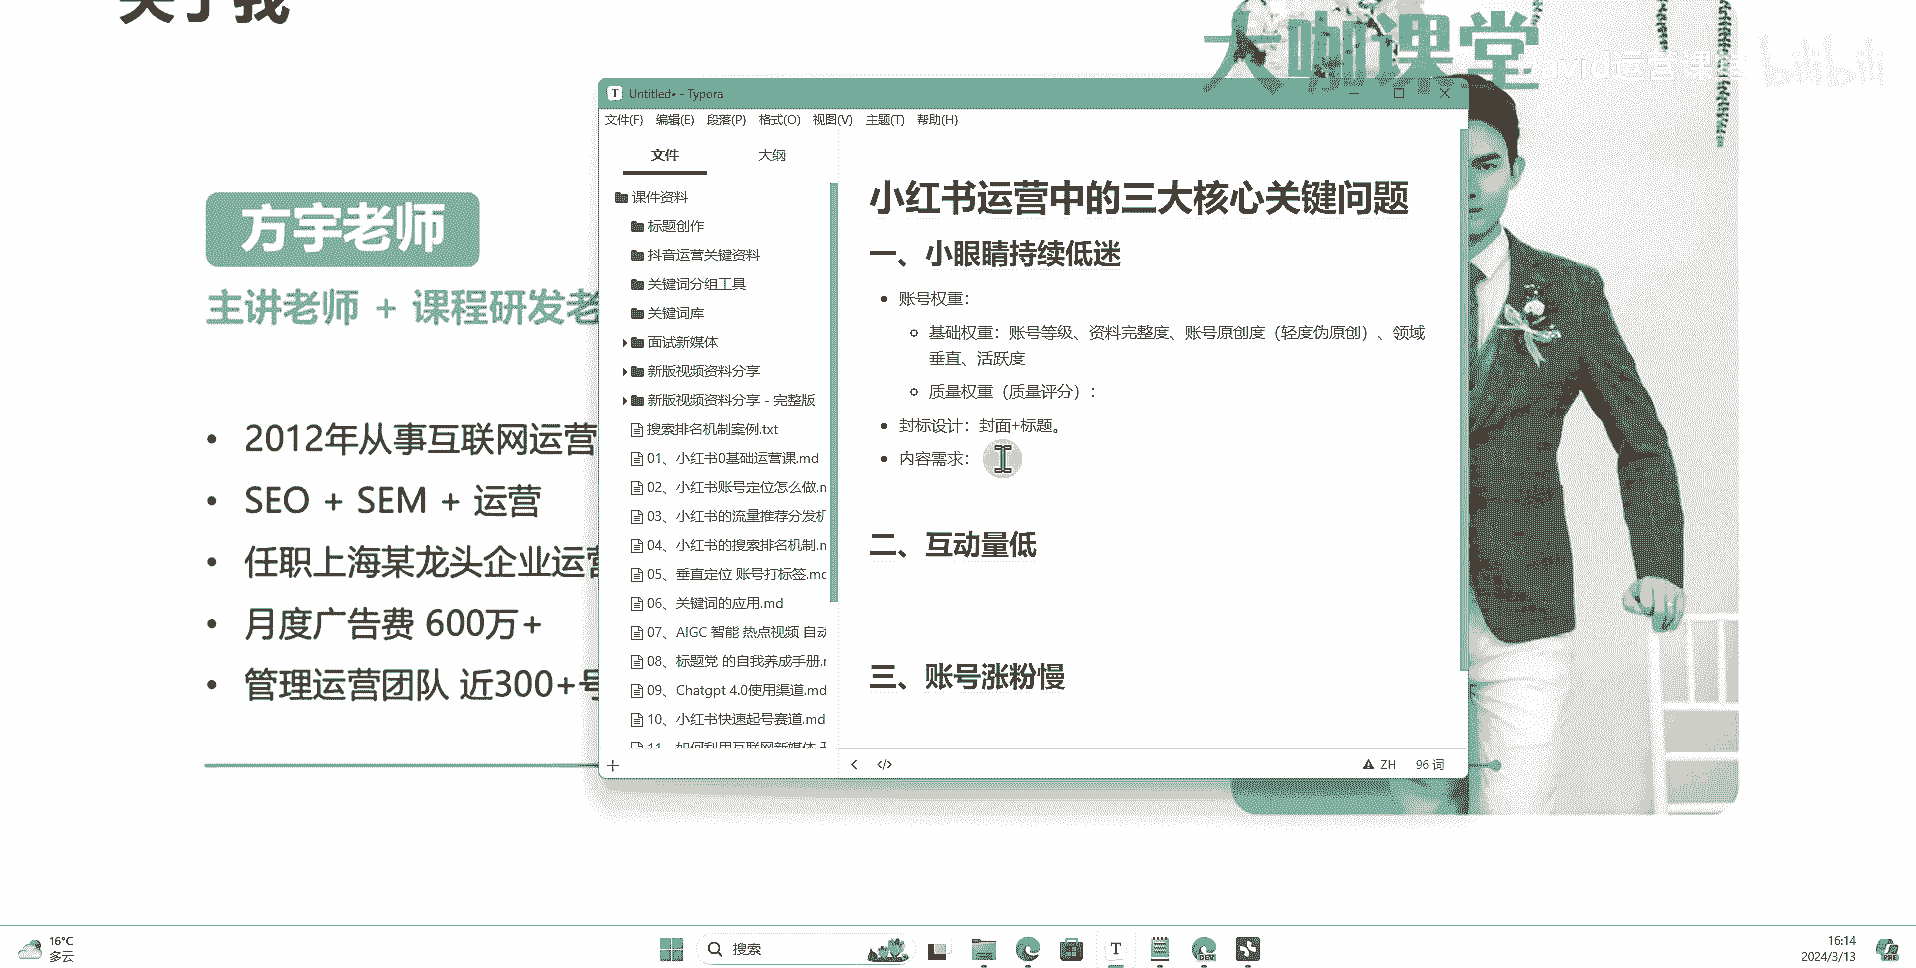 关于我
大咖课堂
bilibili
方宇老师
主讲老师 + 课程研发老
2012年从事互联网运营
SEO + SEM + 运营
任职上海某龙头企业运营
月度广告费 600万+
管理运营团队 近300+号
Untitled• - Typora
文件(F) 编辑(E) 段落(P) 格式(O) 视图(V) 主题(T) 帮助(H)
文件 大纲
课件资料
标题创作
抖音运营关键资料
关键词分组工具
关键词库
面试新媒体
新版视频资料分享
新版视频资料分享 - 完整版
搜索排名机制案例.txt
01、小红书0基础运营课.md
02、小红书账号定位怎么做.m
03、小红书的流量推荐分发机
04、小红书的搜索排名机制.m
05、垂直定位 账号打标签.md
06、关键词的应用.md
07、AIGC 智能 热点视频 自动
08、标题党 的自我养成手册.m
09、Chatgpt 4.0使用渠道.md
10、小红书快速起号赛道.md
11、如何利用互联网新媒体
小红书运营中的三大核心关键问题
一、小眼睛持续低迷
账号权重：
基础权重：账号等级、资料完整度、账号原创度（轻度伪原创）、领域
垂直、活跃度
质量权重（质量评分）：
封标设计：封面+标题。
内容需求：
二、互动量低
三、账号涨粉慢
ZH 96 词
16°C
多云
搜索
16:14
2024/3/13